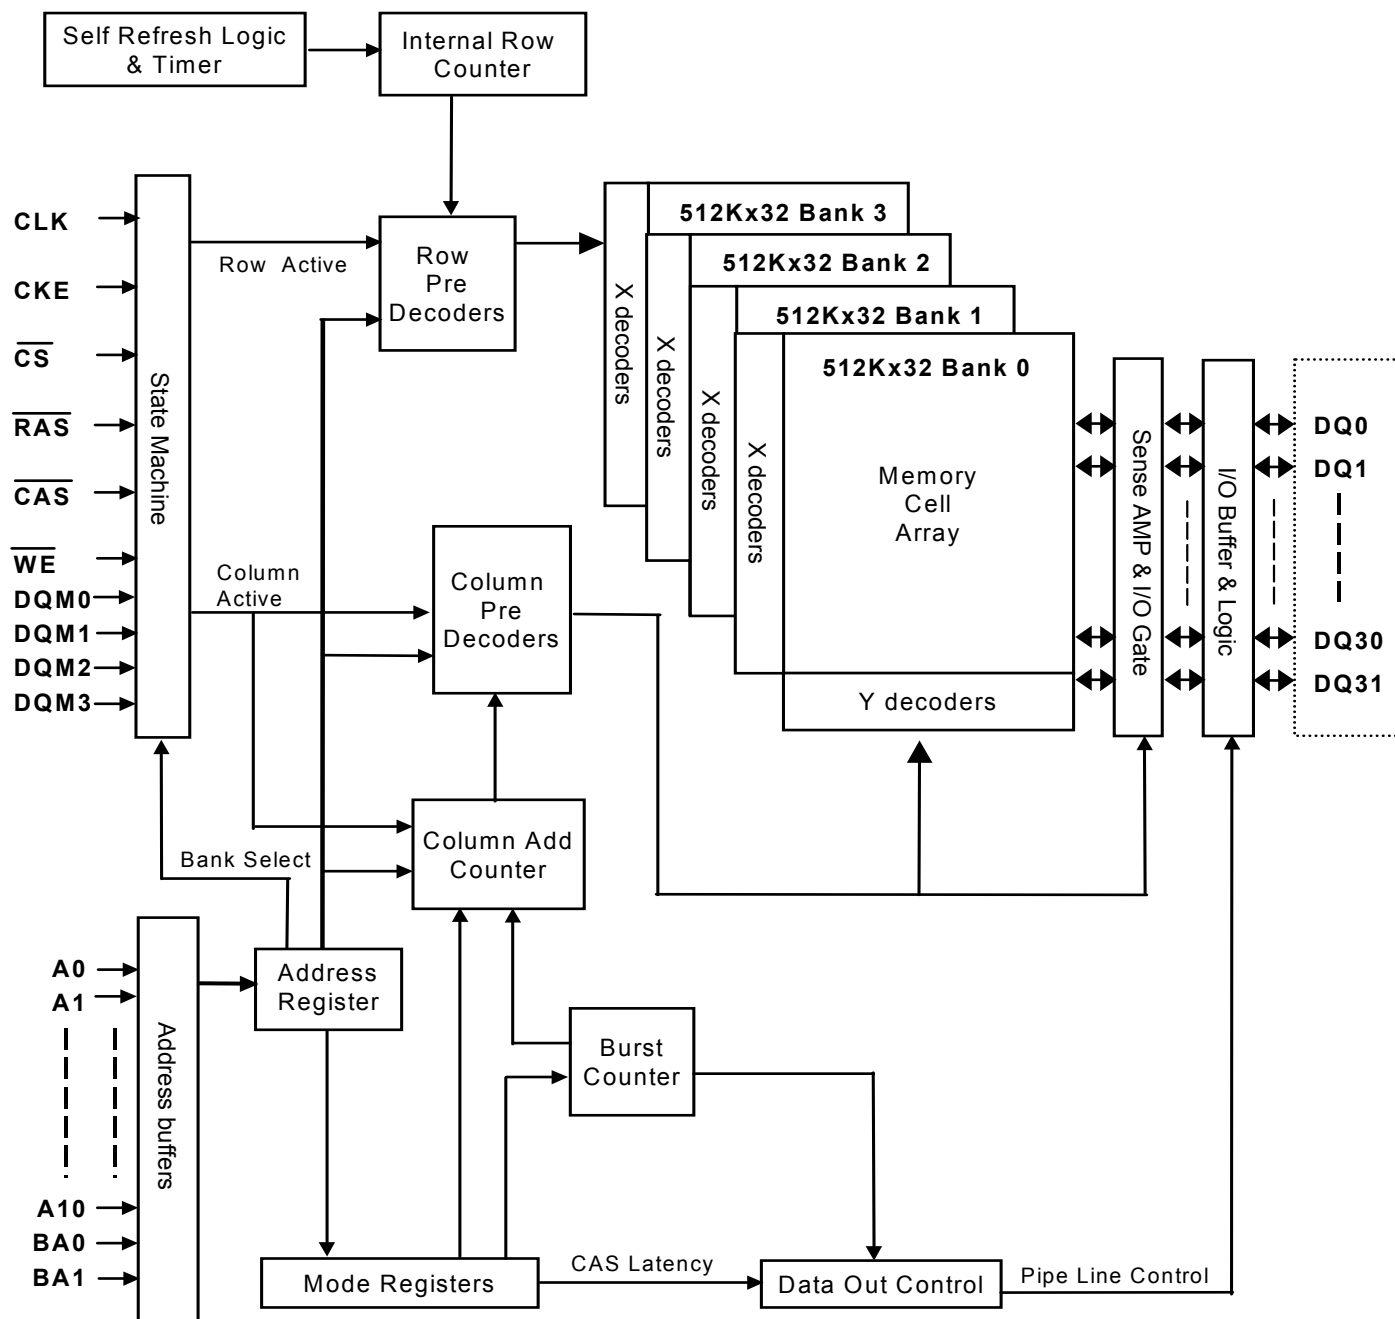 Self Refresh Logic
& Timer
Internal Row
Counter
CLK
CKE
CS
RAS
CAS
WE
DQM0
DQM1
DQM2
DQM3
State Machine
Row Active
Row
Pre
Decoders
Column
Active
Column
Pre
Decoders
X decoders
X decoders
X decoders
X decoders
512Kx32 Bank 3
512Kx32 Bank 2
512Kx32 Bank 1
512Kx32 Bank 0
Memory
Cell
Array
Y decoders
Sense AMP & I/O Gate
I/O Buffer & Logic
DQ0
DQ1
DQ30
DQ31
Bank Select
Column Add
Counter
A0
A1
A10
BA0
BA1
Address buffers
Address
Register
Burst
Counter
Mode Registers
CAS Latency
Data Out Control
Pipe Line Control